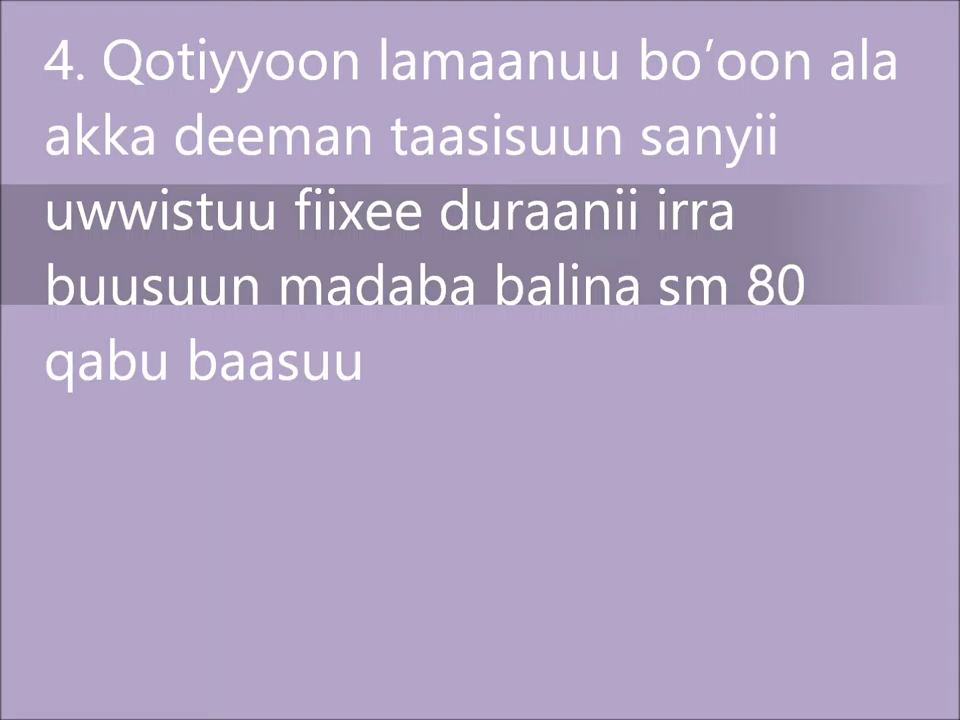 4. Qotiyyoon lamaanuu bo’oon ala
akka deeman taasisuun sanyii
uwwistuu fiixee duraanii irra
buusuun madaba balina sm 80
qabu baasuu